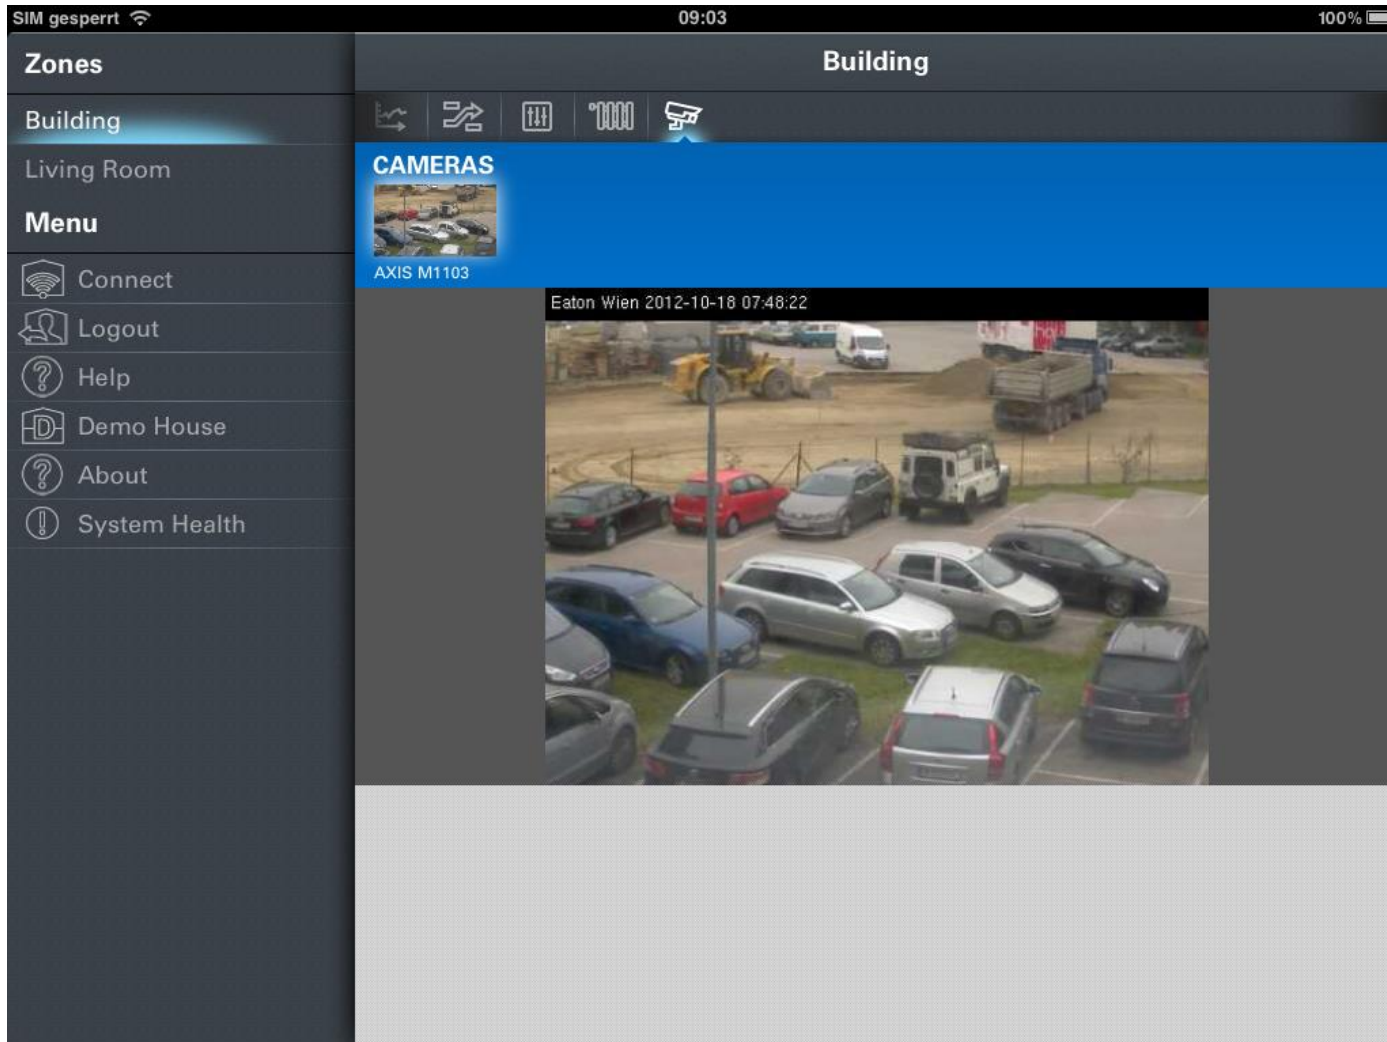 SIM gesperrt 09:03 100%
Zones
Building
Building
Living Room
CAMERAS
AXIS M1103
Menu
Connect
Logout
Help
Demo House
About
System Health
Eaton Wien 2012-10-18 07:48:22